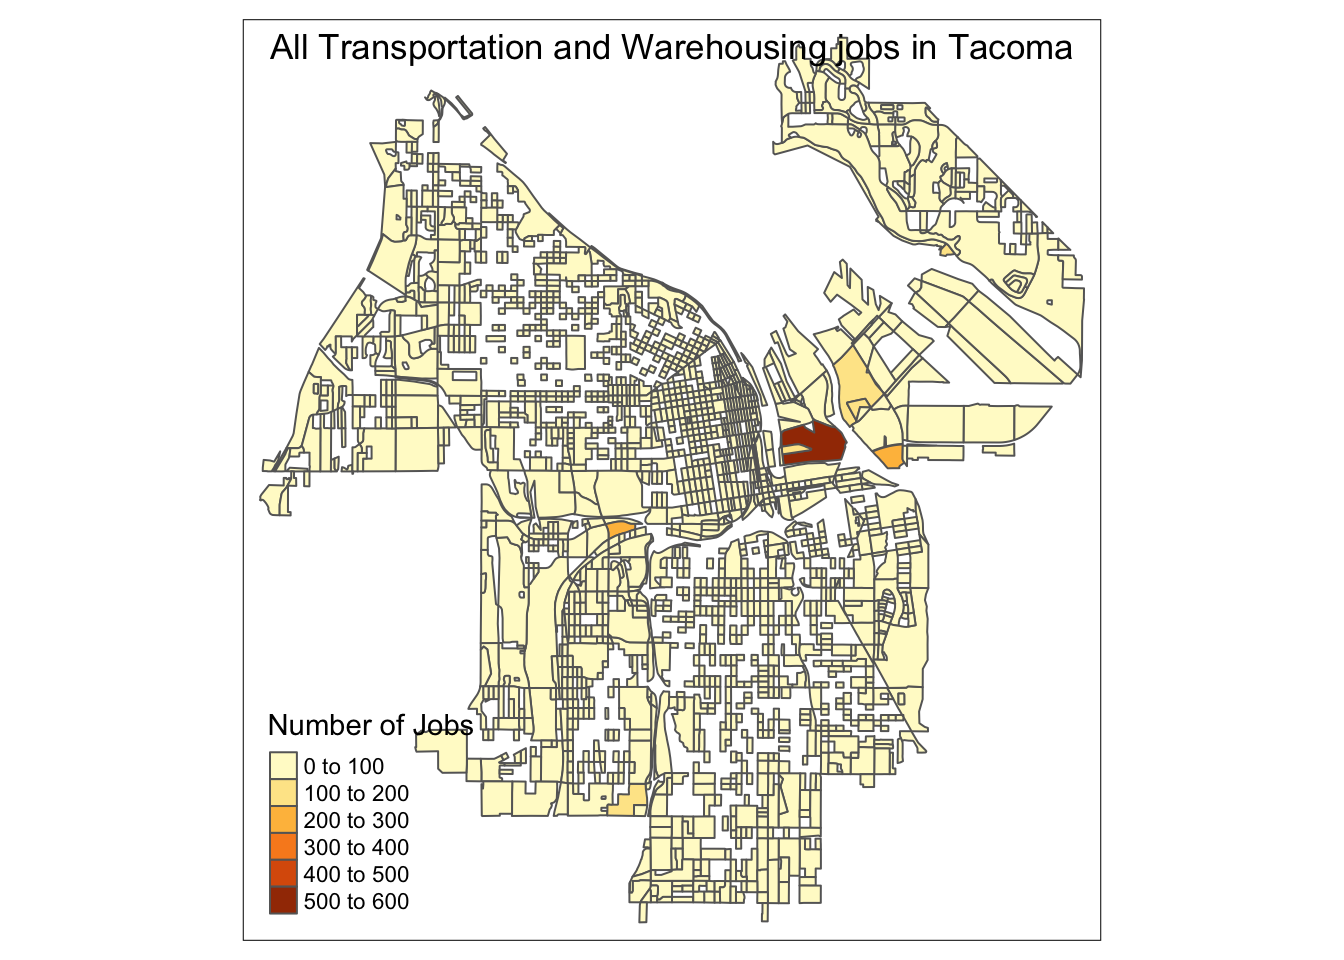 All Transportation and Warehousing jobs in Tacoma
Number of Jobs
0 to 100
100 to 200
200 to 300
300 to 400
400 to 500
500 to 600